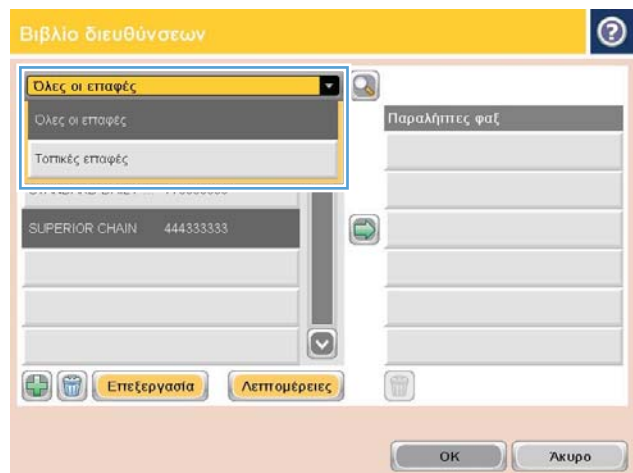 Βιβλίο διευθύνσεων
Όλες οι επαφές
Όλες οι επαφές
Παραλήπτες φαξ
Τοπικές επαφές
SUPERIOR CHAIN 444333333
Επεξεργασία Λεπτομέρειες
OK Άκυρο